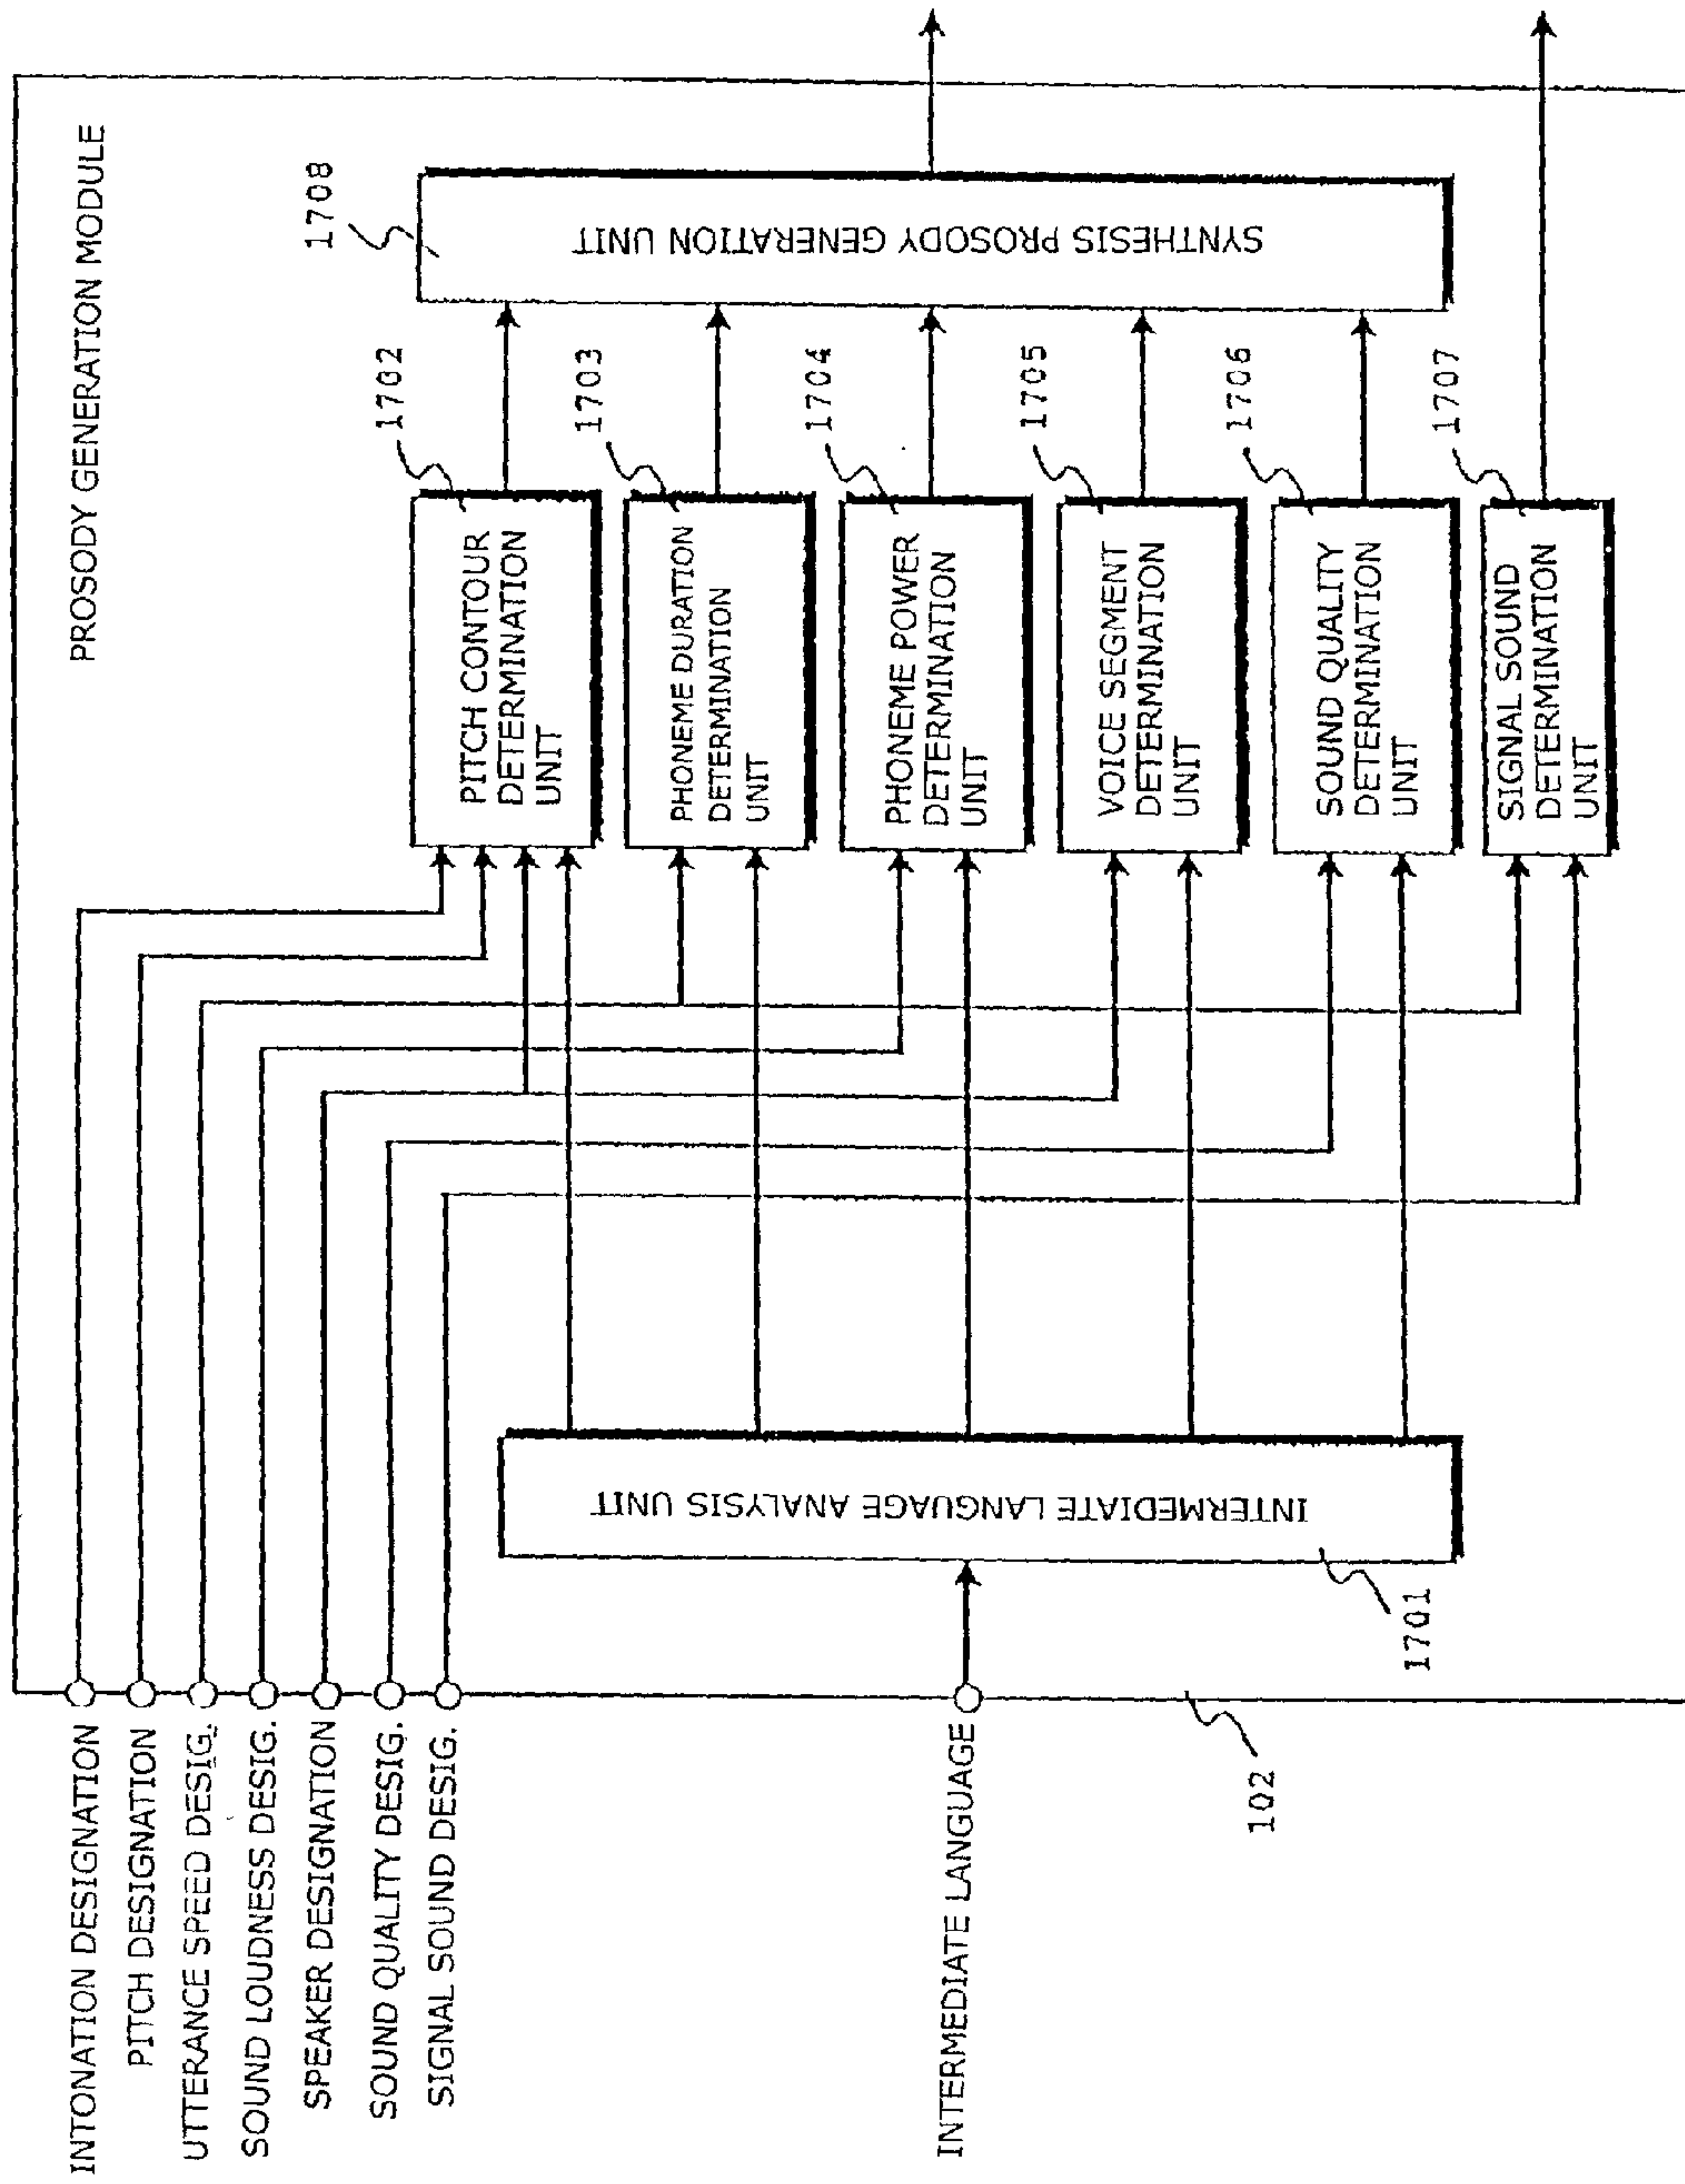 PROSODY GENERATION MODULE
INTONATION DESIGNATION
PITCH DESIGNATION
UTTERANCE SPEED DESIG.
SOUND LOUDNESS DESIG.
SPEAKER DESIGNATION
SOUND QUALITY DESIG.
SIGNAL SOUND DESIG.
INTERMEDIATE LANGUAGE
102
1701
INTERMEDIATE LANGUAGE ANALYSIS UNIT
1702
PITCH CONTOUR
DETERMINATION
UNIT
1703
PHONEME DURATION
DETERMINATION
UNIT
1704
PHONEME POWER
DETERMINATION
UNIT
1705
VOICE SEGMENT
DETERMINATION
UNIT
1706
SOUND QUALITY
DETERMINATION
UNIT
1707
SIGNAL SOUND
DETERMINATION
UNIT
1708
SYNTHESIS PROSODY GENERATION UNIT